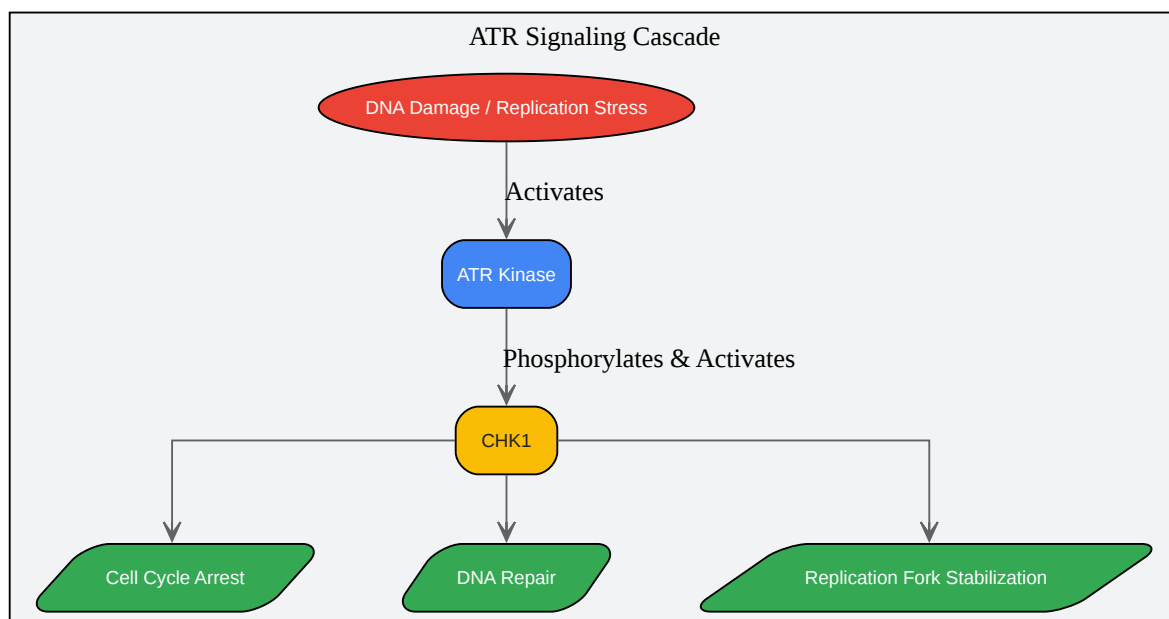 ATR Signaling Cascade
DNA Damage / Replication Stress
Activates
ATR Kinase
Phosphorylates & Activates
CHK1
Cell Cycle Arrest
DNA Repair
Replication Fork Stabilization